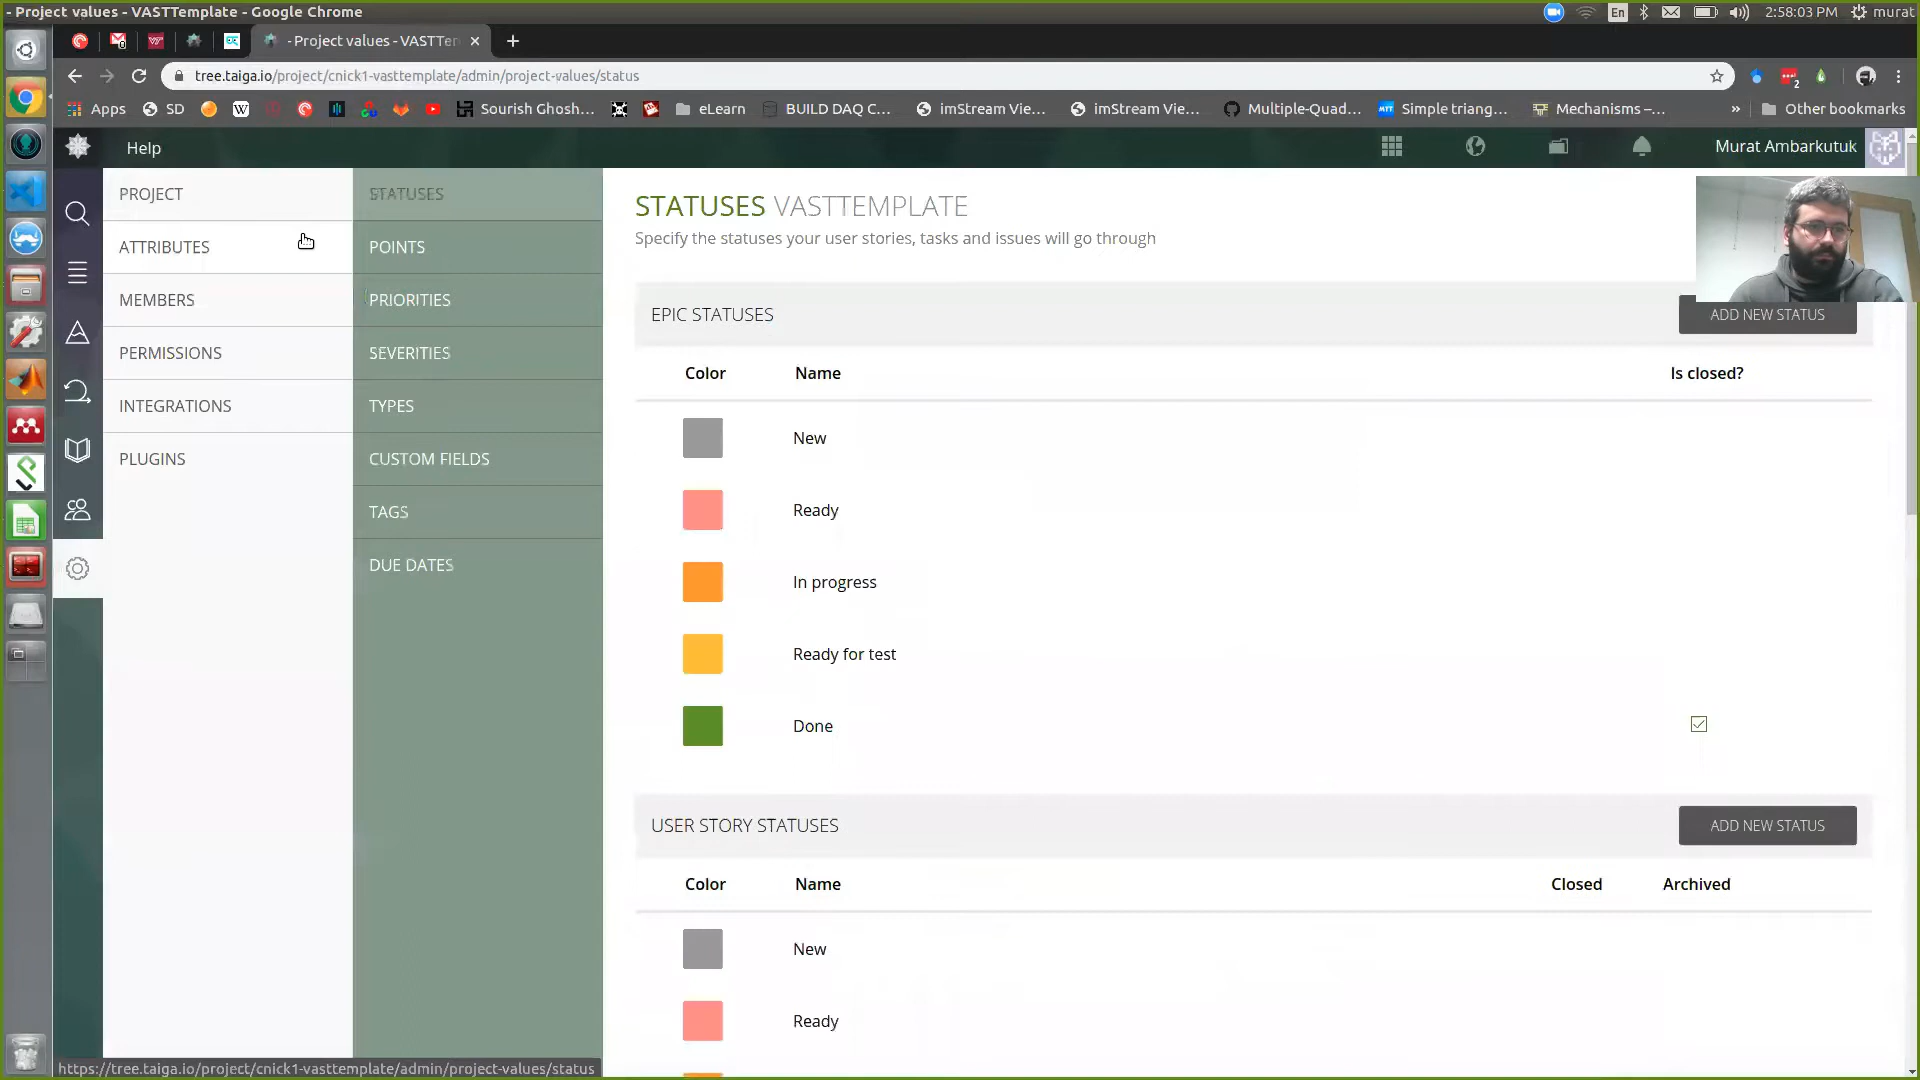 - Project values - VASTTemplate - Google Chrome
En
2:58:03 PM
murat
- Project values - VASTTer
tree.taiga.io/project/cnick1-vasttemplate/admin/project-values/status
Apps
SD
W
Sourish Ghosh...
eLearn
BUILD DAQ C...
imStream Vie...
imStream Vie...
Multiple-Quad...
Simple triang...
Mechanisms –...
»
Other bookmarks
Help
Murat Ambarkutuk
PROJECT
ATTRIBUTES
MEMBERS
PERMISSIONS
INTEGRATIONS
PLUGINS
STATUSES
POINTS
PRIORITIES
SEVERITIES
TYPES
CUSTOM FIELDS
TAGS
DUE DATES
STATUSES VASTTEMPLATE
Specify the statuses your user stories, tasks and issues will go through
EPIC STATUSES
ADD NEW STATUS
Color Name Is closed?
New
Ready
In progress
Ready for test
Done
USER STORY STATUSES
ADD NEW STATUS
Color Name Closed Archived
New
Ready
https://tree.taiga.io/project/cnick1-vasttemplate/admin/project-values/status